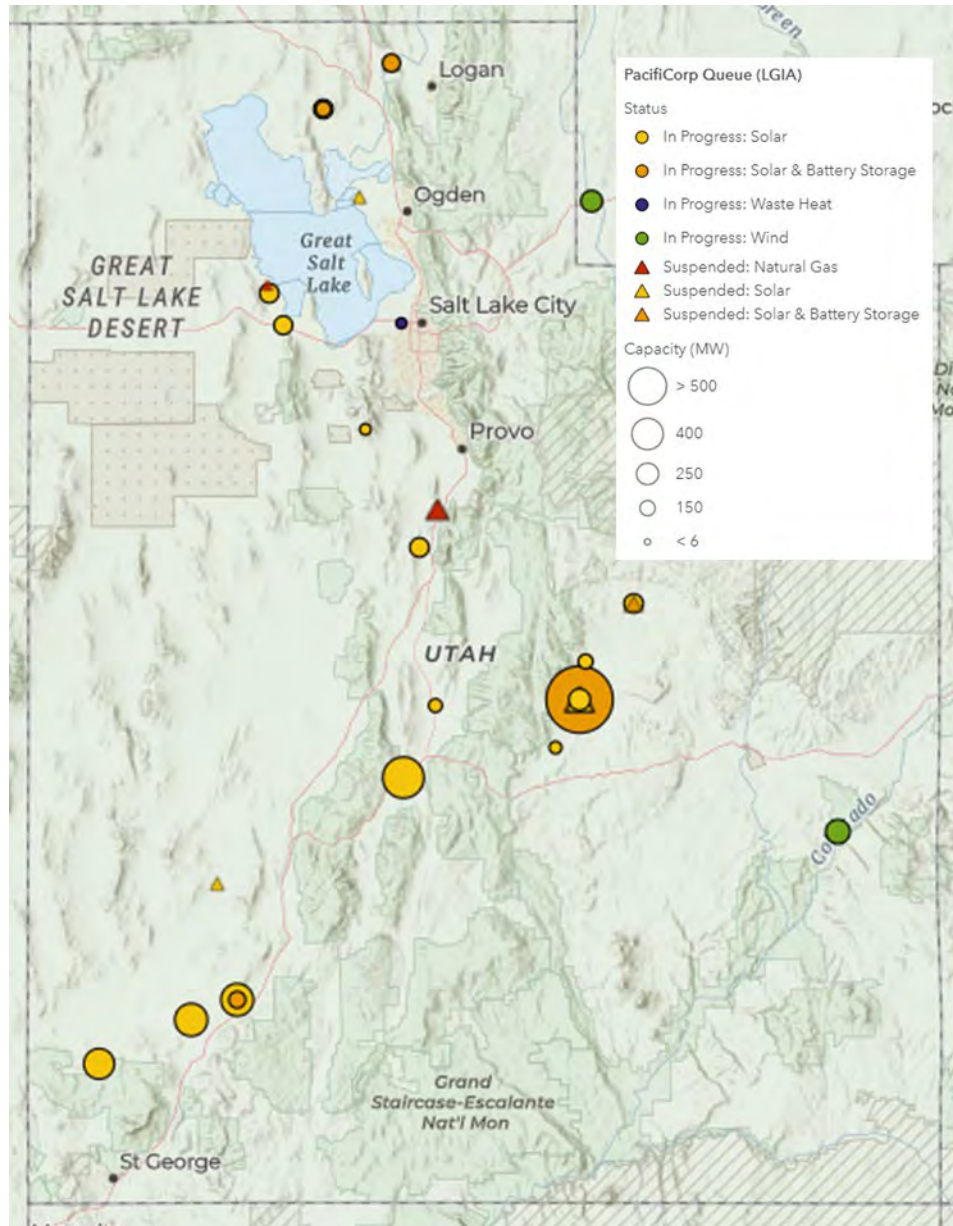 Green
Logan
PacifiCorp Queue (LGIA)
Status
In Progress: Solar
In Progress: Solar & Battery Storage
In Progress: Waste Heat
In Progress: Wind
Suspended: Natural Gas
Suspended: Solar
Suspended: Solar & Battery Storage
Capacity (MW)
> 500
400
250
150
< 6
Ogden
Great
Salt
Lake
GREAT
SALT LAKE
DESERT
Salt Lake City
Provo
UTAH
Colorado
Grand
Staircase-Escalante
Nat'l Mon
St George